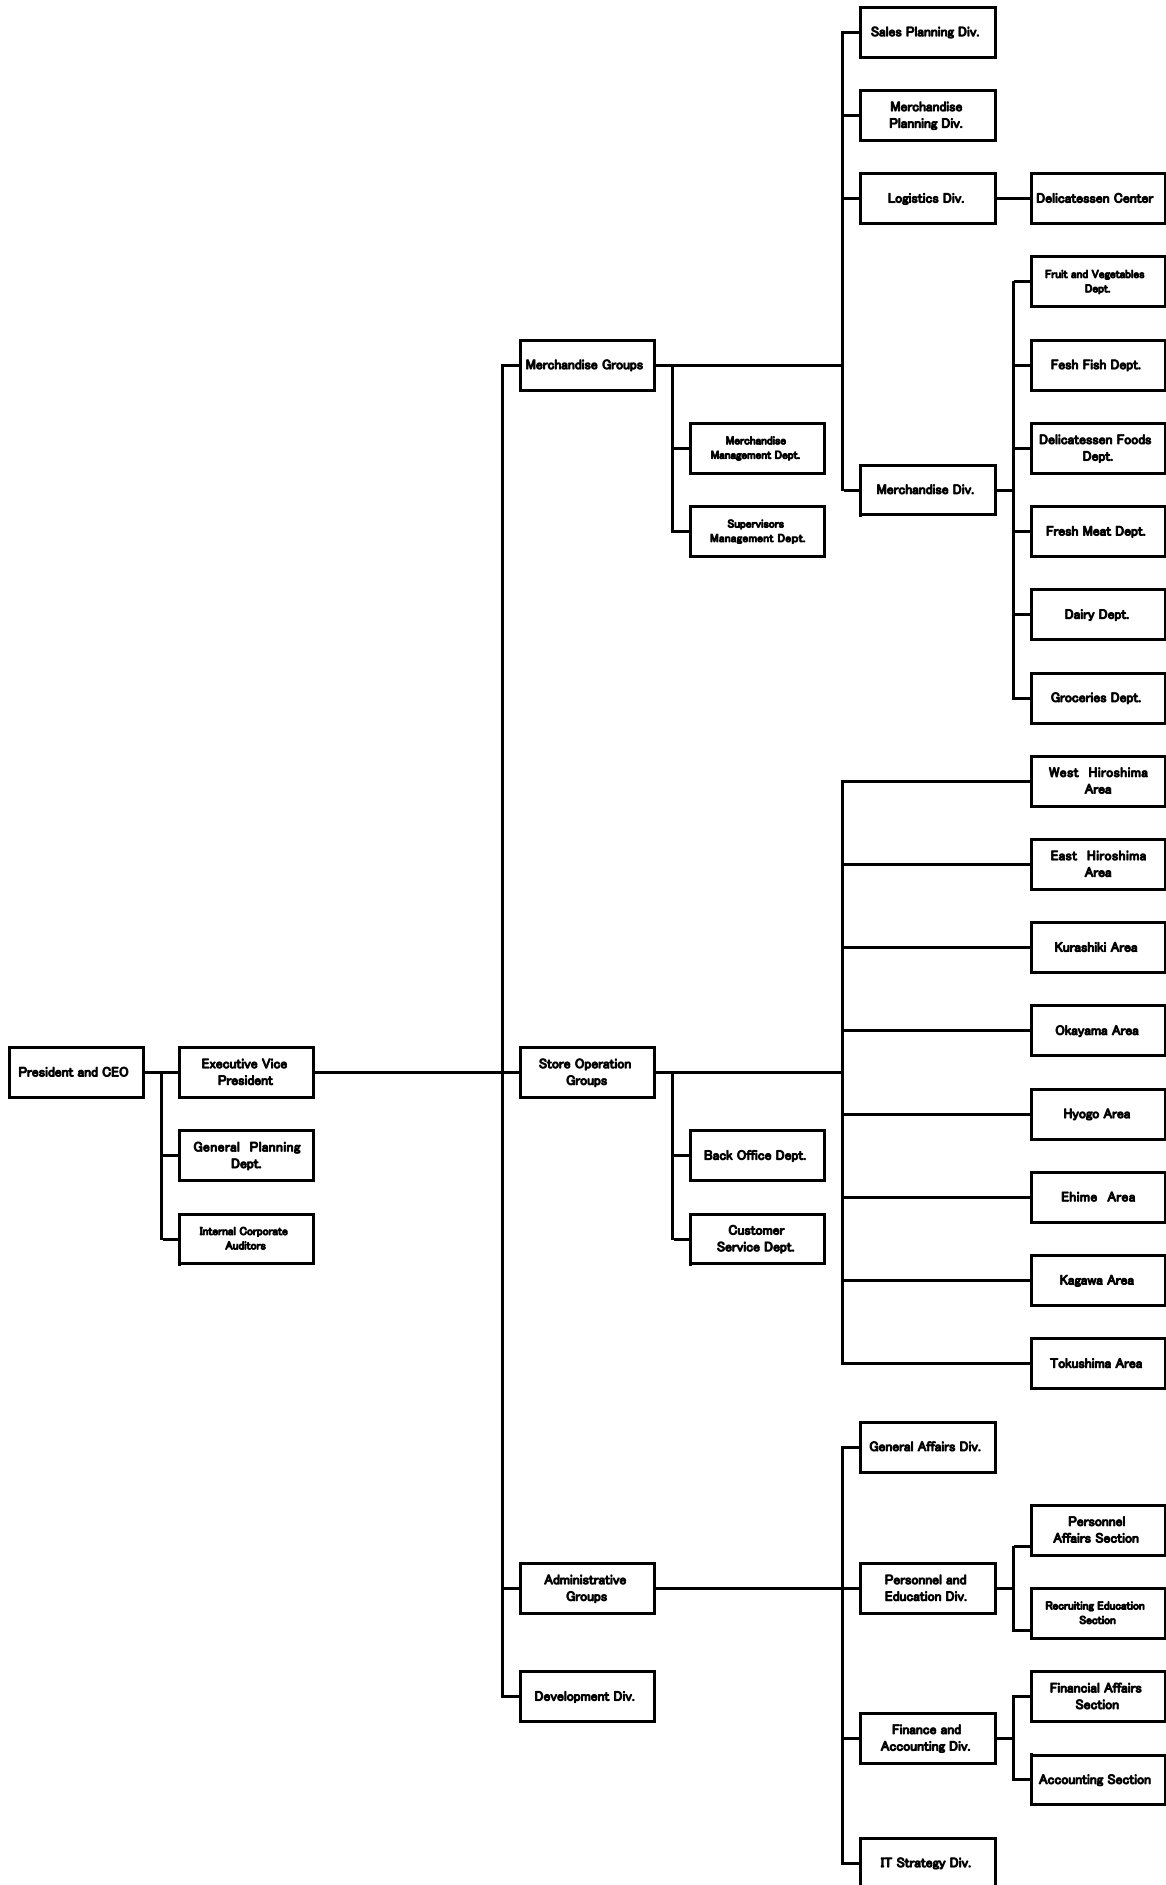 Sales Planning Div.
Merchandise
Planning Div.
Logistics Div.
Delicatessen Center
Fruit and Vegetables
Dept.
Merchandise Groups
Fesh Fish Dept.
Merchandise
Management Dept.
Delicatessen Foods
Dept.
Merchandise Div.
Supervisors
Management Dept.
Fresh Meat Dept.
Dairy Dept.
Groceries Dept.
West Hiroshima
Area
East Hiroshima
Area
Kurashiki Area
Okayama Area
President and CEO
Executive Vice
President
Store Operation
Groups
Hyogo Area
General Planning
Dept.
Back Office Dept.
Ehime Area
Internal Corporate
Auditors
Customer
Service Dept.
Kagawa Area
Tokushima Area
General Affairs Div.
Personnel
Affairs Section
Administrative
Groups
Personnel and
Education Div.
Recruiting Education
Section
Development Div.
Financial Affairs
Section
Finance and
Accounting Div.
Accounting Section
IT Strategy Div.